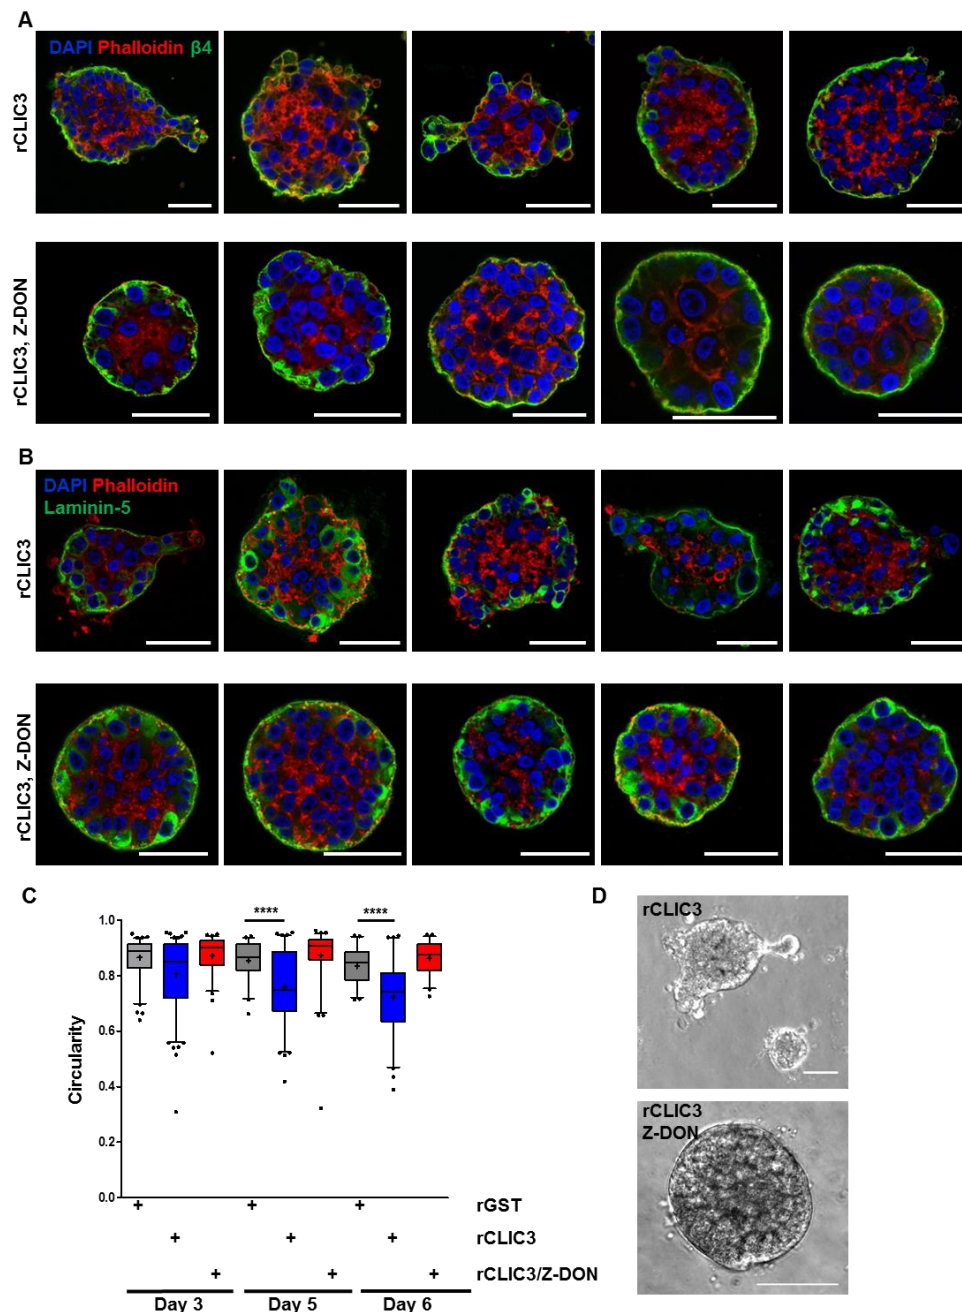 A
DAPI Phalloidin β4
rCLIC3
rCLIC3, Z-DON
B
DAPI Phalloidin
Laminin-5
rCLIC3
rCLIC3, Z-DON
C
D
Circularity
1.0
0.8
0.6
0.4
0.2
0.0
****
****
+ + + rGST
+ + + rCLIC3
+ + + rCLIC3/Z-DON
Day 3 Day 5 Day 6
rCLIC3
rCLIC3
Z-DON